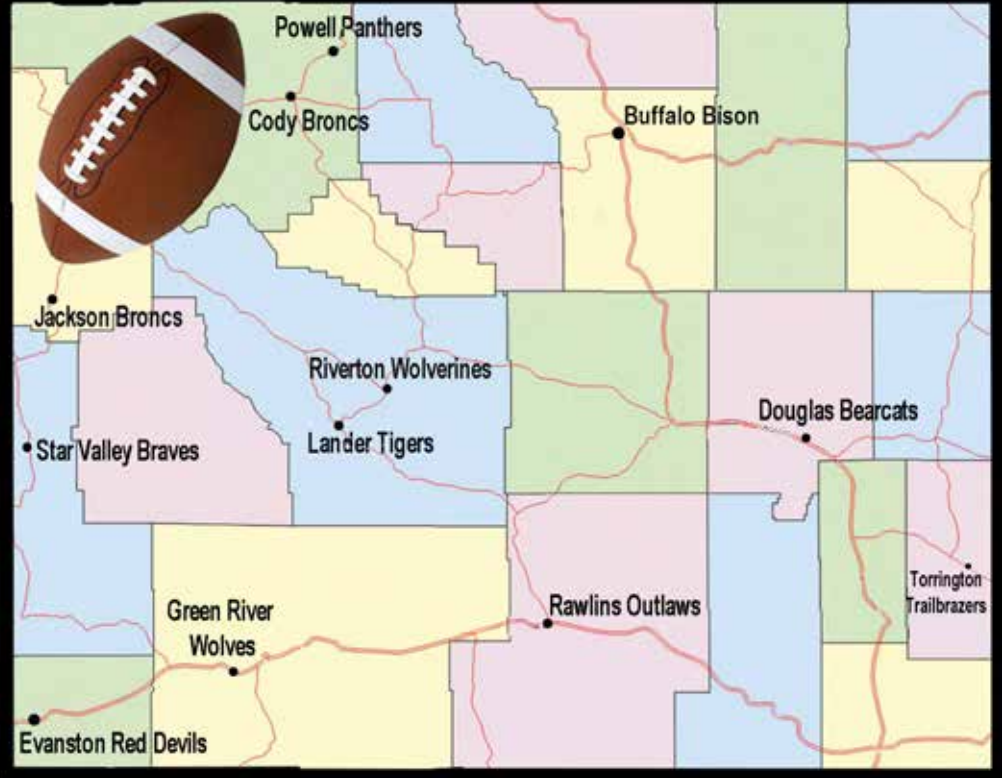 Powell Panthers
Cody Broncs
Buffalo Bison
Jackson Broncs
Riverton Wolverines
Lander Tigers
Douglas Bearcats
Star Valley Braves
Torrington
Trailbrazers
Green River
Wolves
Rawlins Outlaws
Evanston Red Devils